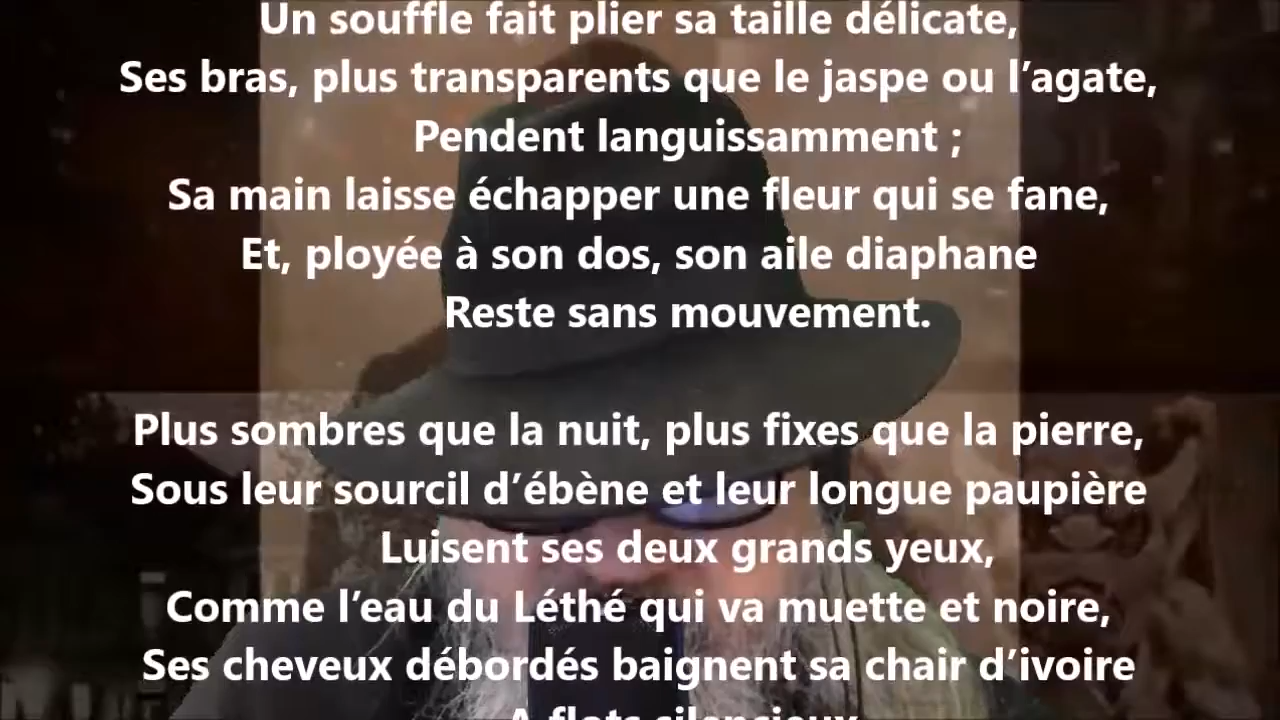 Un souffle fait plier sa taille délicate,
Ses bras, plus transparents que le jaspe ou l’agate,
Pendent languissamment ;
Sa main laisse échapper une fleur qui se fane,
Et, ployée à son dos, son aile diaphane
Reste sans mouvement.
Plus sombres que la nuit, plus fixes que la pierre,
Sous leur sourcil d’ébène et leur longue paupière
Luisent ses deux grands yeux,
Comme l’eau du Léthé qui va muette et noire,
Ses cheveux débordés baignent sa chair d’ivoire
A flots silencieux